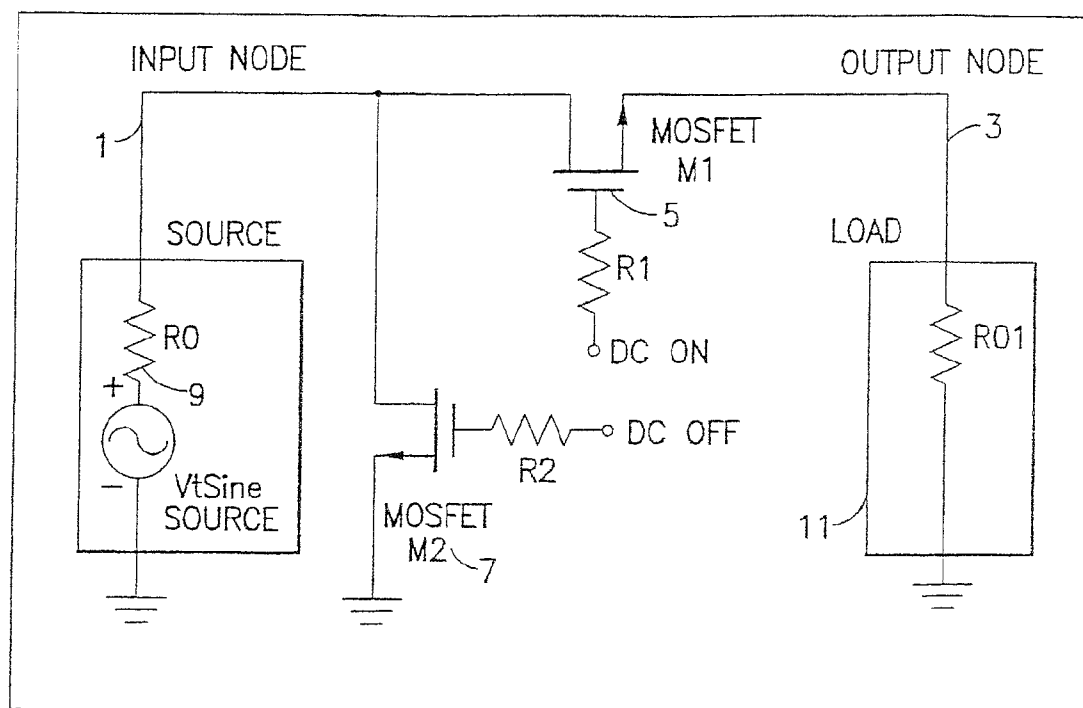 INPUT NODE
OUTPUT NODE
1
MOSFET
M1
3
5
SOURCE
R1
LOAD
R0
DC ON
R01
+
9
DC OFF
R2
−
VtSine
SOURCE
MOSFET
M2
7
11